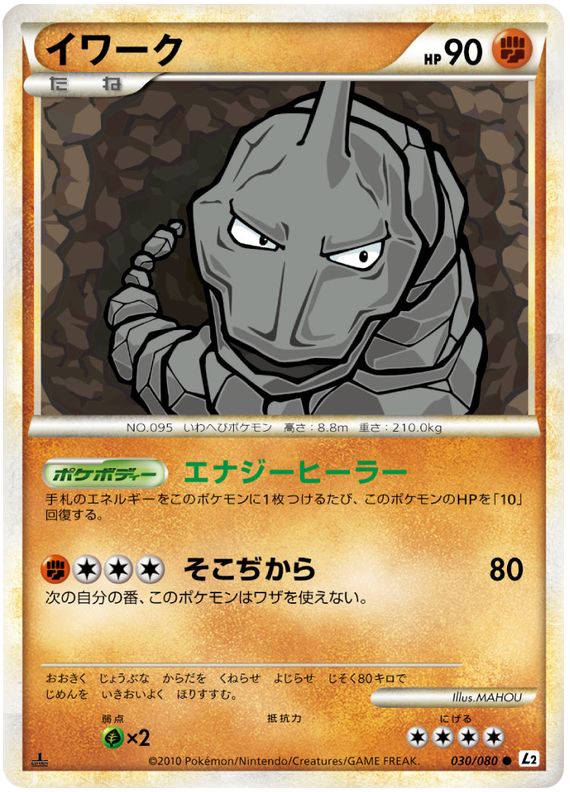 イワーク
HP 90
たね
NO.095 いわへびポケモン 高さ：8.8m 重さ：210.0kg
ポケボディー エナジーヒーラー
手札のエネルギーをこのポケモンに1枚つけるたび、このポケモンのHPを「10」
回復する。
そこぢから 80
次の自分の番、このポケモンはワザを使えない。
おおきく じょうぶな からだを くねらせ よじらせ じそく80キロで
じめんを いきおいよく ほりすすむ。
Illus.MAHOU
弱点 抵抗力 にげる
×2
©2010 Pokémon/Nintendo/Creatures/GAME FREAK.
030/080 ● L2